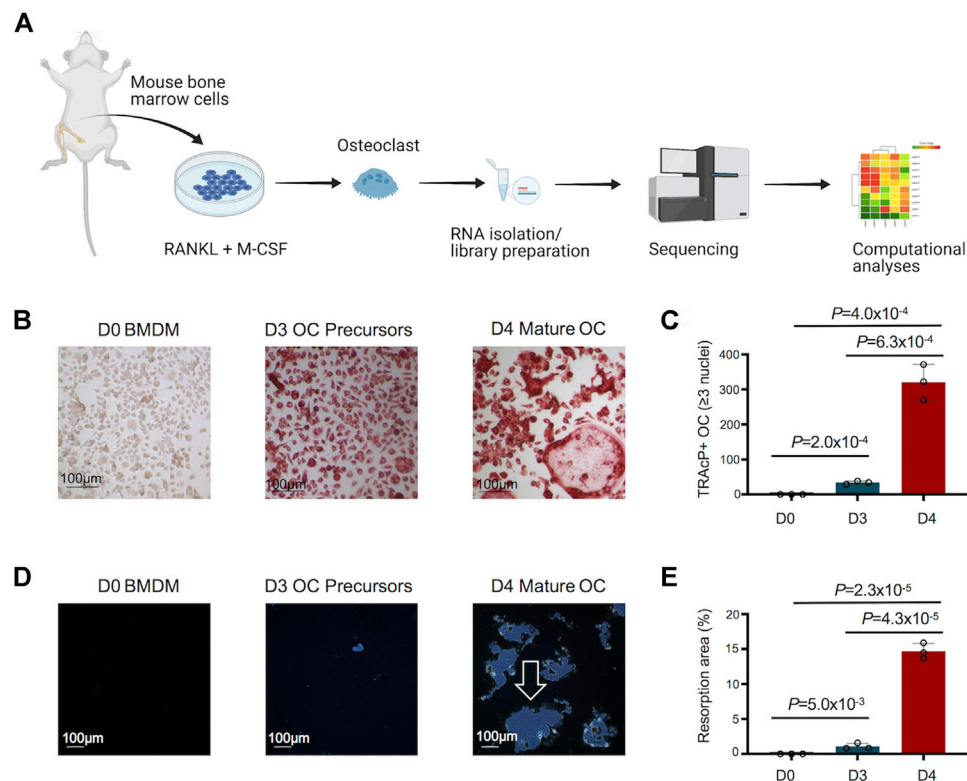 A
Mouse bone
marrow cells
Osteoclast
RANKL + M-CSF
RNA isolation/
library preparation
Sequencing
Computational
analyses
B
D0 BMDM
D3 OC Precursors
D4 Mature OC
100μm
100μm
100μm
C
P=4.0x10⁻⁴
P=6.3x10⁻⁴
P=2.0x10⁻⁴
TRAcP+ OC (≥3 nuclei)
400
300
200
100
0
D0
D3
D4
D
D0 BMDM
D3 OC Precursors
D4 Mature OC
100μm
100μm
100μm
E
P=2.3x10⁻⁵
P=4.3x10⁻⁵
P=5.0x10⁻³
Resorption area (%)
20
15
10
5
0
D0
D3
D4